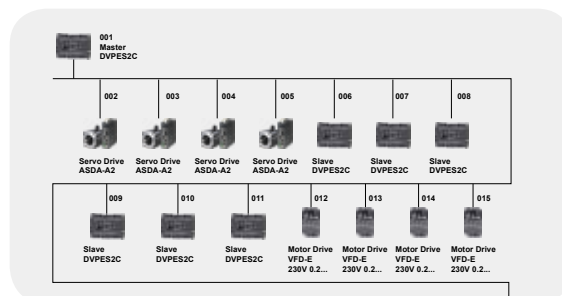 001
Master
DVPES2C
002
003
004
005
006
007
008
Servo Drive
ASDA-A2
Servo Drive
ASDA-A2
Servo Drive
ASDA-A2
Servo Drive
ASDA-A2
Slave
DVPES2C
Slave
DVPES2C
Slave
DVPES2C
009
010
011
012
013
014
015
Slave
DVPES2C
Slave
DVPES2C
Slave
DVPES2C
Motor Drive
VFD-E
230V 0.2...
Motor Drive
VFD-E
230V 0.2...
Motor Drive
VFD-E
230V 0.2...
Motor Drive
VFD-E
230V 0.2...